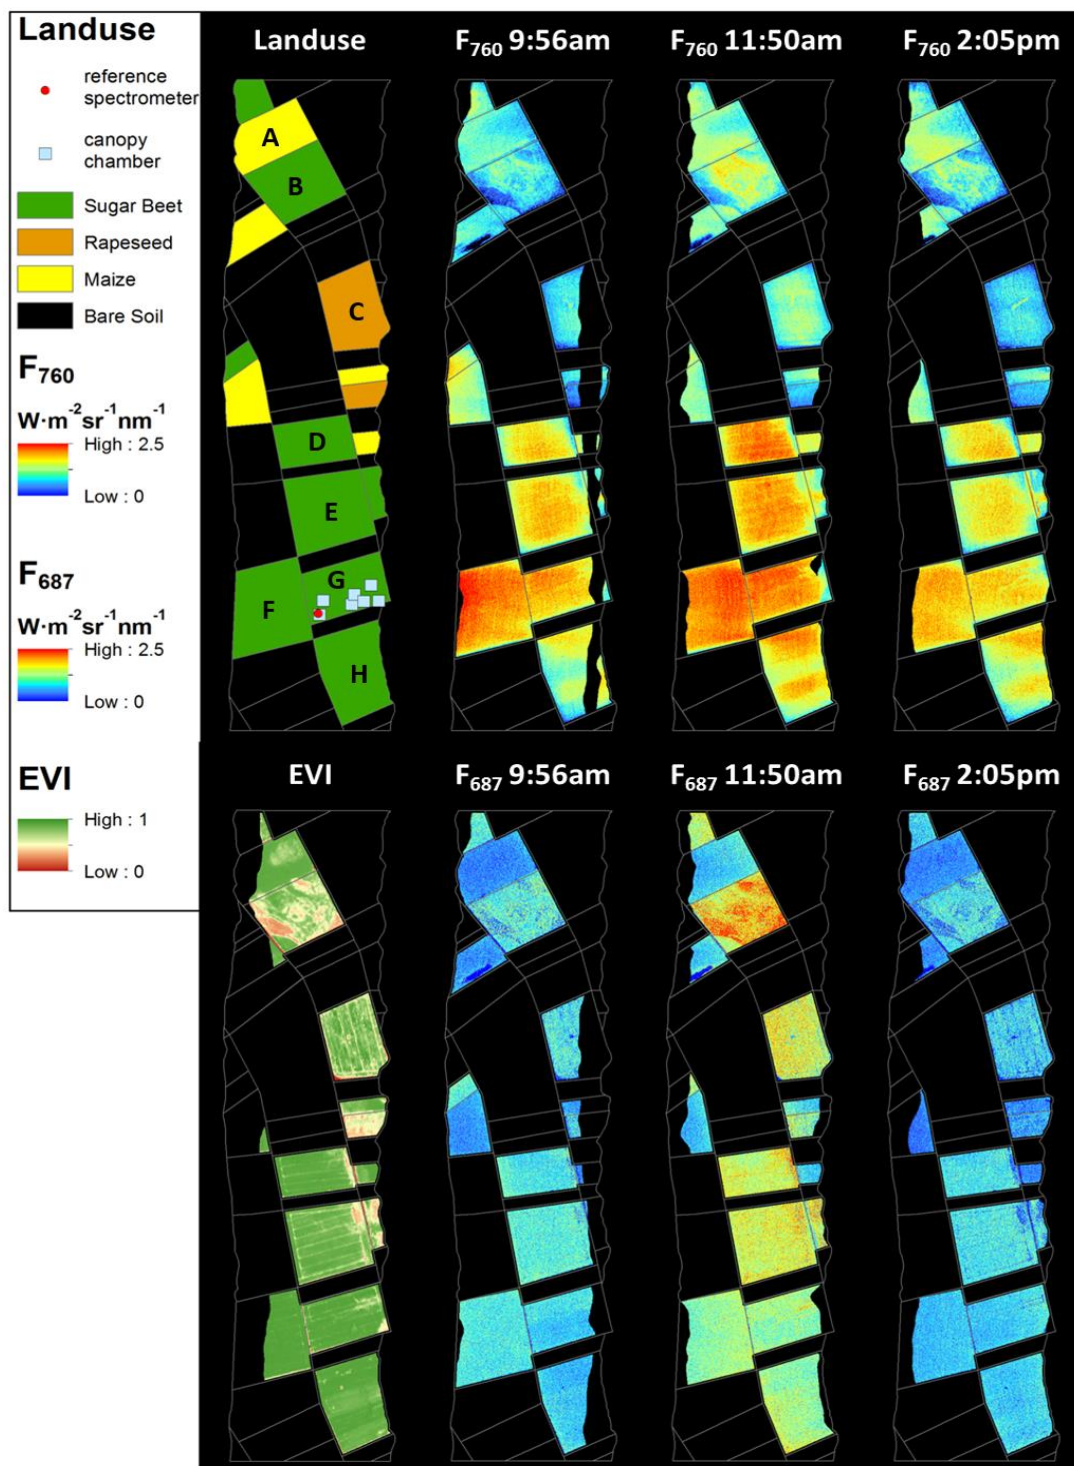 Landuse
reference
spectrometer
canopy
chamber
Sugar Beet
Rapeseed
Maize
Bare Soil
F760
W·m-2sr-1nm-1
High : 2.5
Low : 0
F687
W·m-2sr-1nm-1
High : 2.5
Low : 0
EVI
High : 1
Low : 0
Landuse
F760 9:56am
F760 11:50am
F760 2:05pm
A
B
C
D
E
G
F
H
EVI
F687 9:56am
F687 11:50am
F687 2:05pm